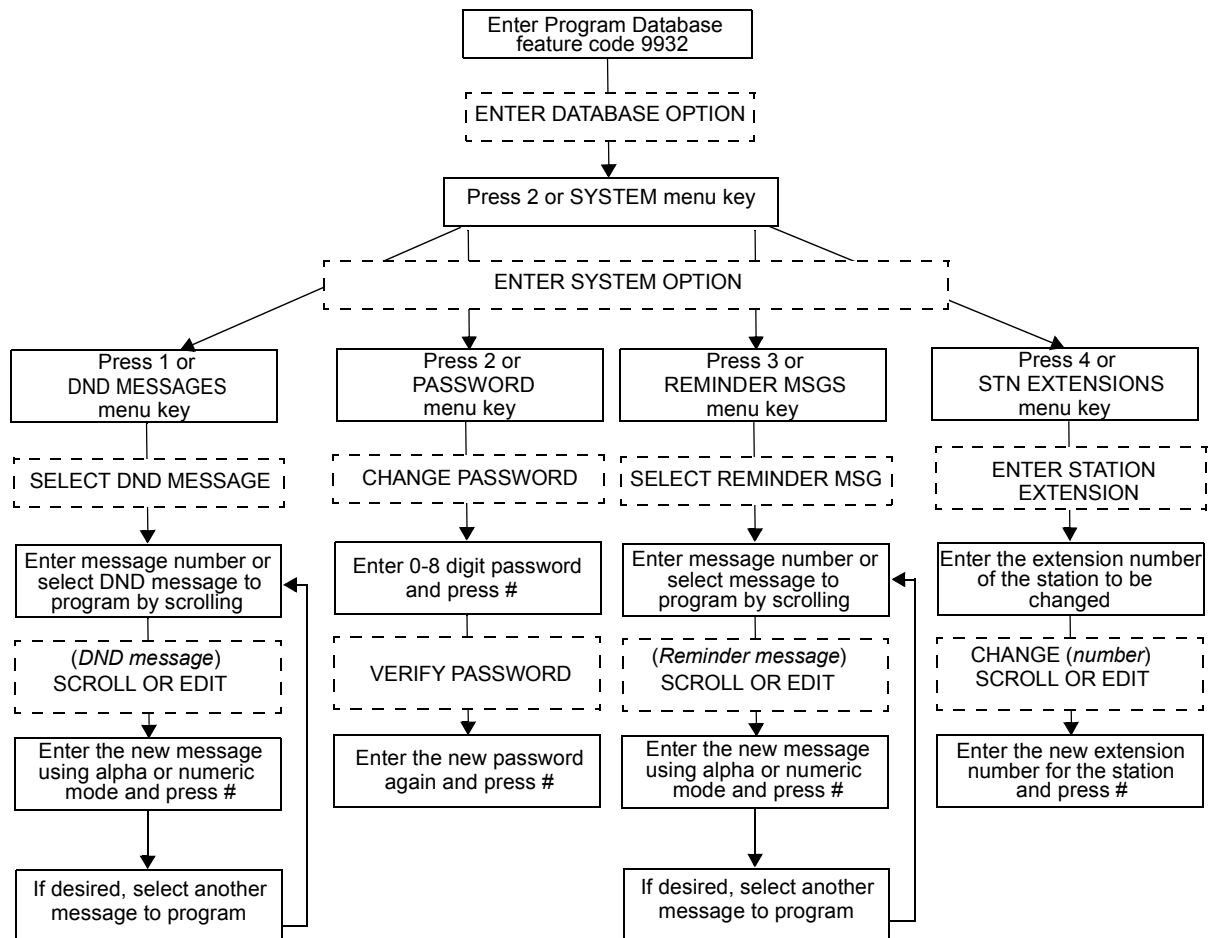 Enter Program Database
feature code 9932
ENTER DATABASE OPTION
Press 2 or SYSTEM menu key
ENTER SYSTEM OPTION
Press 1 or
DND MESSAGES
menu key
SELECT DND MESSAGE
Enter message number or
select DND message to
program by scrolling
(DND message)
SCROLL OR EDIT
Enter the new message
using alpha or numeric
mode and press #
If desired, select another
message to program
Press 2 or
PASSWORD
menu key
CHANGE PASSWORD
Enter 0-8 digit password
and press #
VERIFY PASSWORD
Enter the new password
again and press #
Press 3 or
REMINDER MSGS
menu key
SELECT REMINDER MSG
Enter message number or
select message to
program by scrolling
(Reminder message)
SCROLL OR EDIT
Enter the new message
using alpha or numeric
mode and press #
If desired, select another
message to program
Press 4 or
STN EXTENSIONS
menu key
ENTER STATION
EXTENSION
Enter the extension number
of the station to be
changed
CHANGE (number)
SCROLL OR EDIT
Enter the new extension
number for the station
and press #